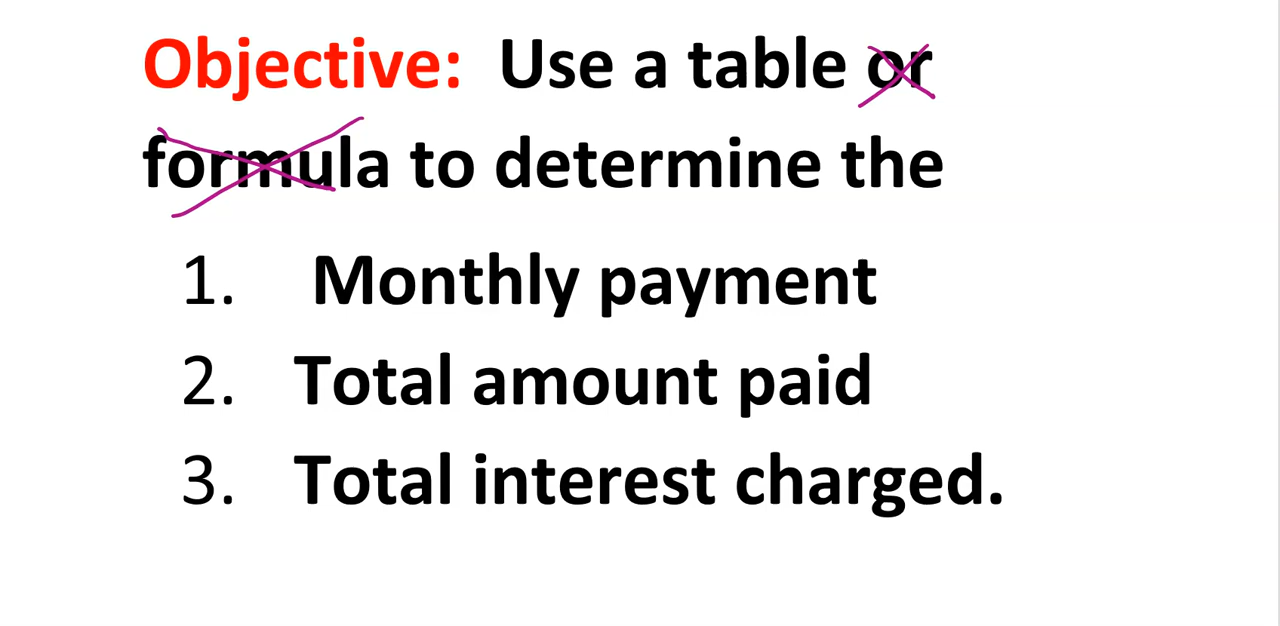 Objective: Use a table or
formula to determine the
1. Monthly payment
2. Total amount paid
3. Total interest charged.